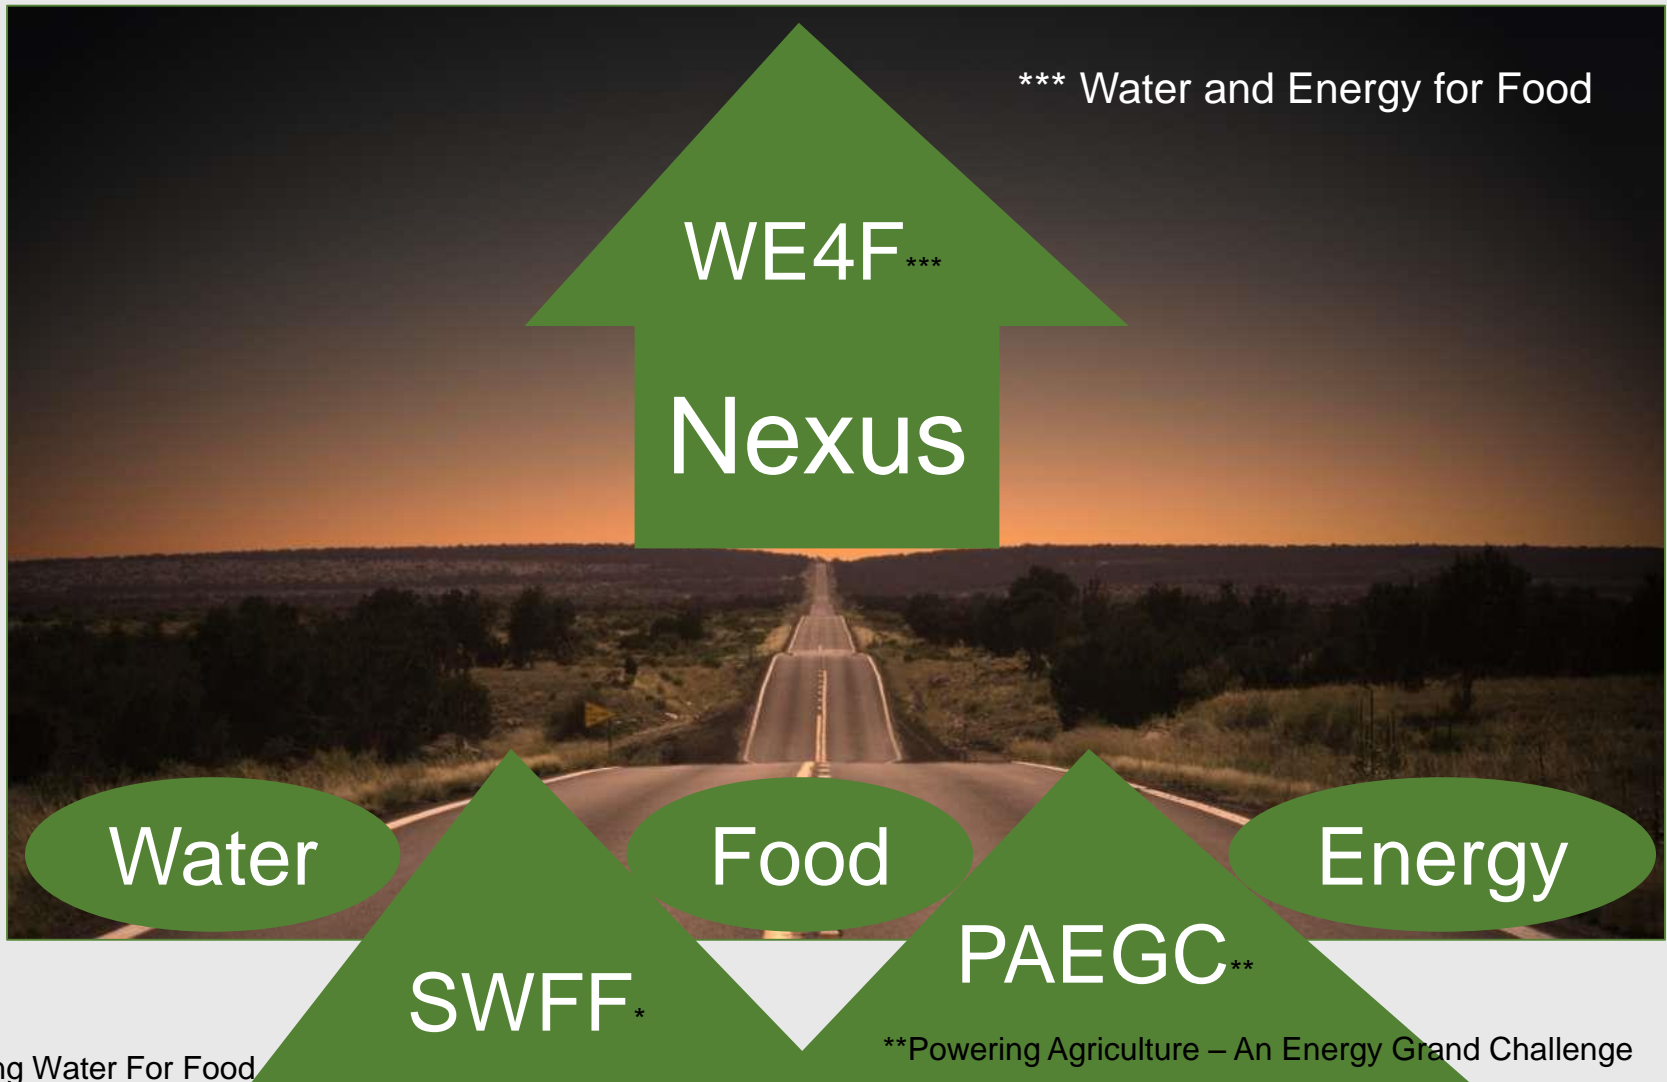 *** Water and Energy for Food
WE4F***
Nexus
Water
Food
Energy
PAEGC**
SWFF*
**Powering Agriculture – An Energy Grand Challenge
Water For Food